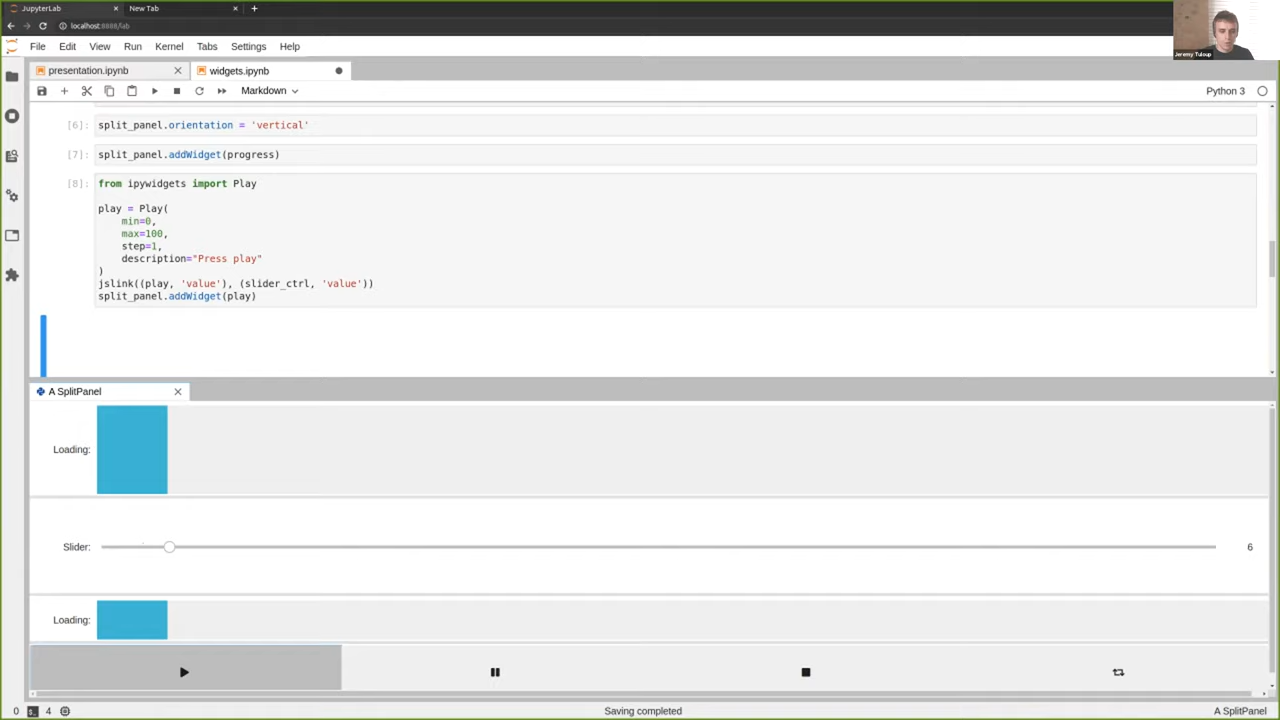 JupyterLab
New Tab
localhost:8888/lab
File Edit View Run Kernel Tabs Settings Help
Jeremy Tuloup
presentation.ipynb
widgets.ipynb
Markdown
Python 3
[6]: split_panel.orientation = 'vertical'
[7]: split_panel.addWidget(progress)
[8]: from ipywidgets import Play
play = Play(
min=0,
max=100,
step=1,
description="Press play"
)
jslink((play, 'value'), (slider_ctrl, 'value'))
split_panel.addWidget(play)
A SplitPanel
Loading:
Slider:
6
Loading:
0
4
Saving completed
A SplitPanel